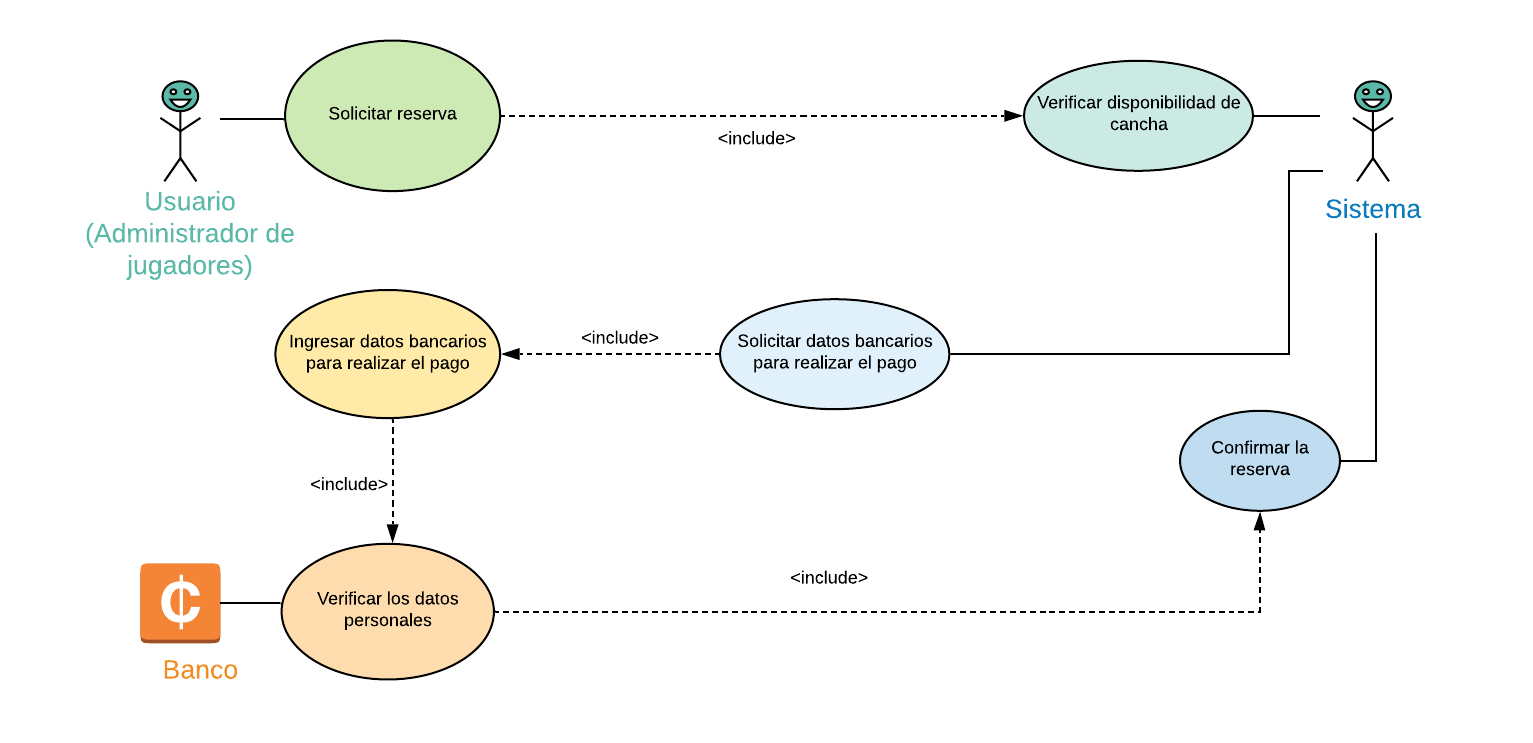 Solicitar reserva
<include>
Verificar disponibilidad de
cancha
Usuario
(Administrador de
jugadores)
Sistema
Ingresar datos bancarios
para realizar el pago
<include>
Solicitar datos bancarios
para realizar el pago
Confirmar la
reserva
<include>
Verificar los datos
personales
<include>
₵
Banco